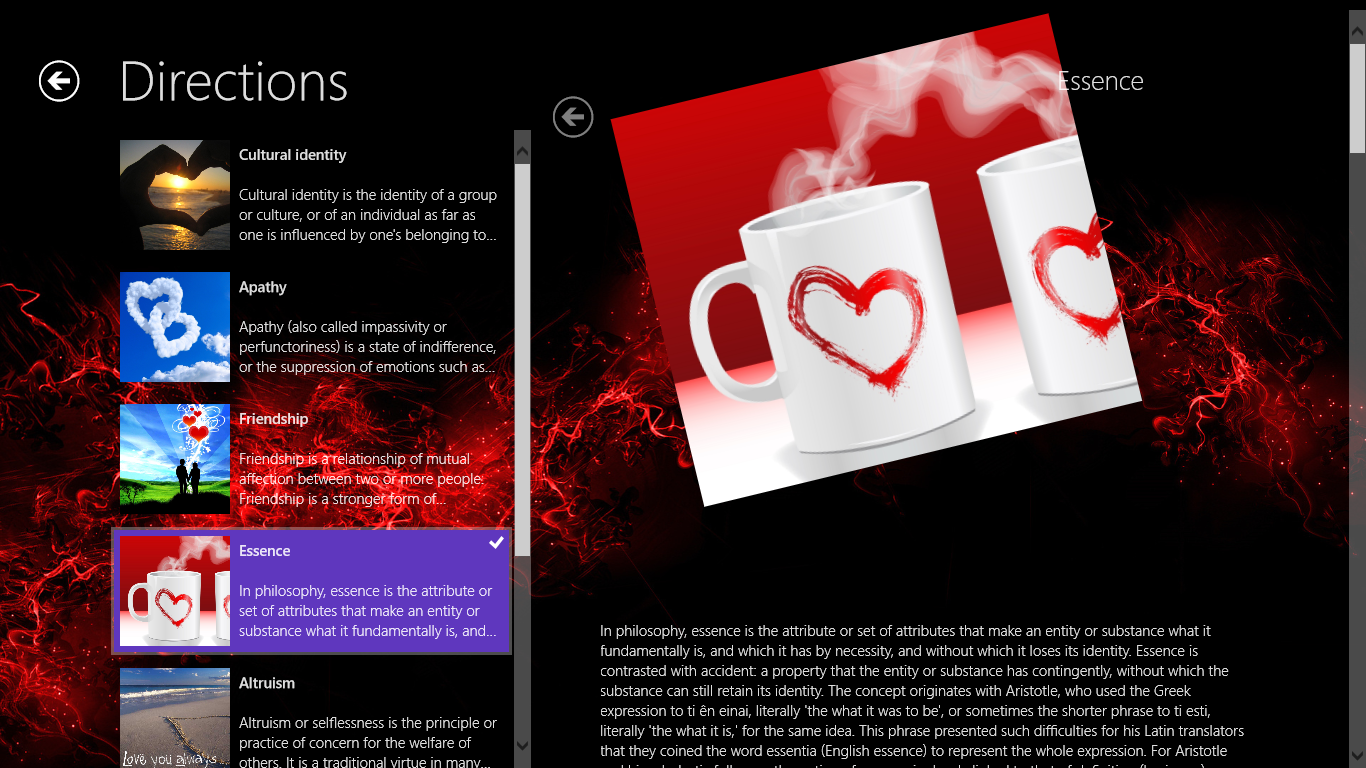 Directions
Cultural identity
Cultural identity is the identity of a group
or culture, or of an individual as far as
one is influenced by one's belonging to...
Apathy
Apathy (also called impassivity or
perfunctoriness) is a state of indifference,
or the suppression of emotions such as...
Friendship
Friendship is a relationship of mutual
affection between two or more people.
Friendship is a stronger form of...
Essence
In philosophy, essence is the attribute or
set of attributes that make an entity or
substance what it fundamentally is, and...
Altruism
Altruism or selflessness is the principle or
practice of concern for the welfare of
others. It is a traditional virtue in many...
Love you always...
Essence
In philosophy, essence is the attribute or set of attributes that make an entity or substance what it
fundamentally is, and which it has by necessity, and without which it loses its identity. Essence is
contrasted with accident: a property that the entity or substance has contingently, without which the
substance can still retain its identity. The concept originates with Aristotle, who used the Greek
expression to ti ên einai, literally 'the what it was to be', or sometimes the shorter phrase to ti esti,
literally 'the what it is,' for the same idea. This phrase presented such difficulties for his Latin translators
that they coined the word essentia (English essence) to represent the whole expression. For Aristotle